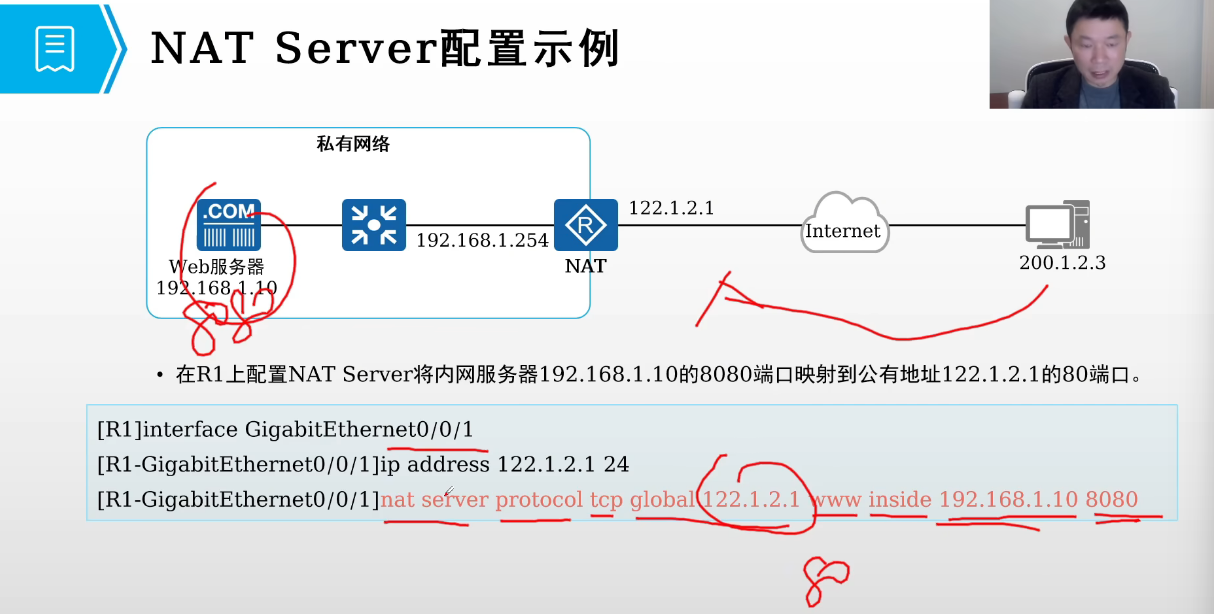 NAT Server配置示例
私有网络
.COM
R
122.1.2.1
Internet
192.168.1.254
Web服务器
NAT
200.1.2.3
192.168.1.10
8080
• 在R1上配置NAT Server将内网服务器192.168.1.10的8080端口映射到公有地址122.1.2.1的80端口。
[R1]interface GigabitEthernet0/0/1
[R1-GigabitEthernet0/0/1]ip address 122.1.2.1 24
[R1-GigabitEthernet0/0/1]nat server protocol tcp global 122.1.2.1 www inside 192.168.1.10 8080
80